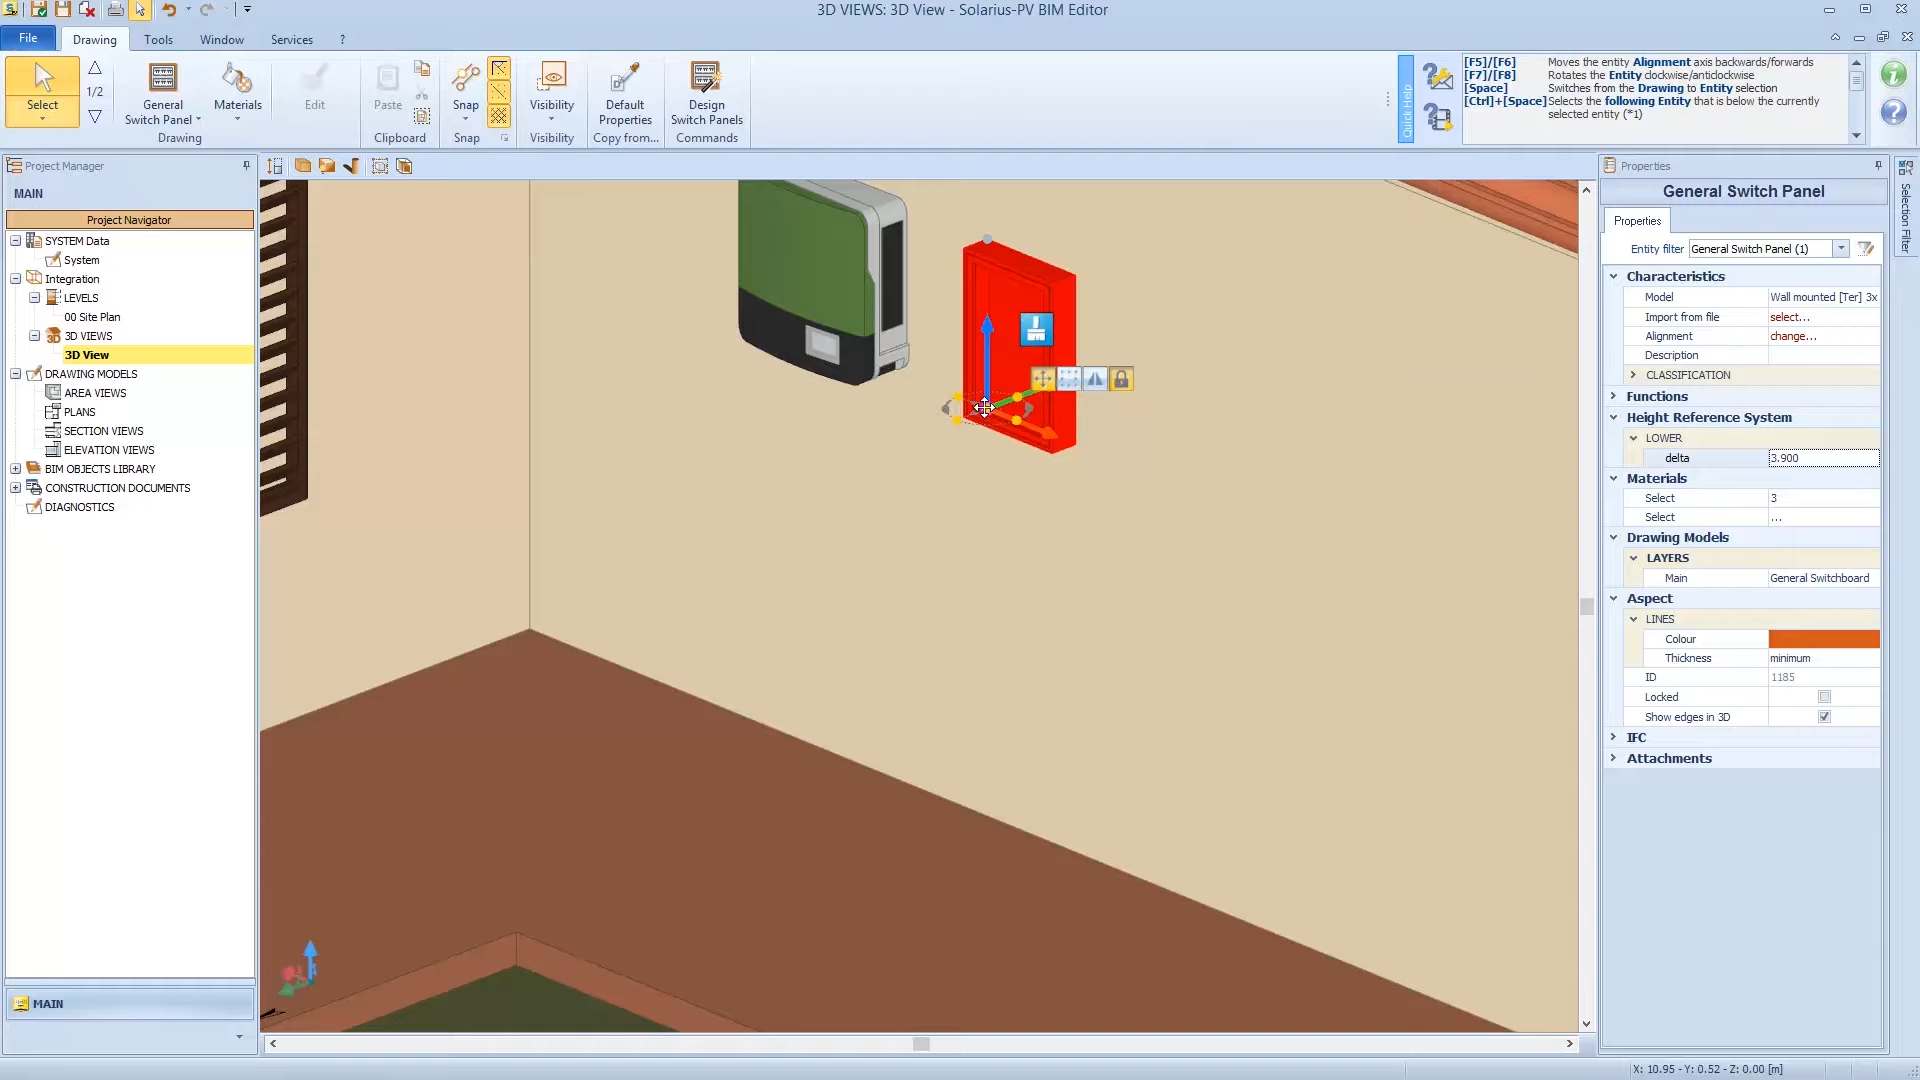 3D VIEWS: 3D View - Solarius-PV BIM Editor
File
Drawing
Tools
Window
Services
?
Select
1/2
General
Switch Panel
Materials
Drawing
Edit
Paste
Clipboard
Snap
Snap
Visibility
Visibility
Default
Properties
Copy from...
Design
Switch Panels
Commands
Quick Help
[F5]/[F6] Moves the entity Alignment axis backwards/forwards
[F7]/[F8] Rotates the Entity clockwise/anticlockwise
[Space] Switches from the Drawing to Entity selection
[Ctrl]+[Space] Selects the following Entity that is below the currently
selected entity (*1)
Project Manager
MAIN
Project Navigator
SYSTEM Data
System
Integration
LEVELS
00 Site Plan
3D VIEWS
3D View
DRAWING MODELS
AREA VIEWS
PLANS
SECTION VIEWS
ELEVATION VIEWS
BIM OBJECTS LIBRARY
CONSTRUCTION DOCUMENTS
DIAGNOSTICS
MAIN
Properties
General Switch Panel
Properties
Entity filter General Switch Panel (1)
Characteristics
Model Wall mounted [Ter] 3x
Import from file select...
Alignment change...
Description
CLASSIFICATION
Functions
Height Reference System
LOWER
delta 3.900
Materials
Select 3
Select ...
Drawing Models
LAYERS
Main General Switchboard
Aspect
LINES
Colour
Thickness minimum
ID 1185
Locked
Show edges in 3D
IFC
Attachments
Selection Filter
X: 10.95 - Y: 0.52 - Z: 0.00 [m]